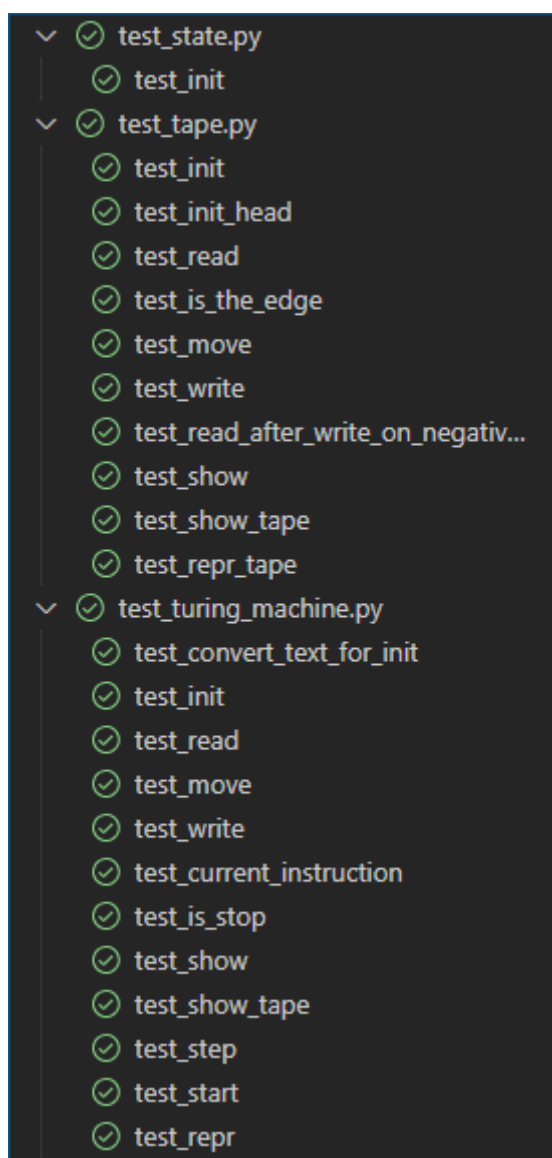 test_state.py
test_init
test_tape.py
test_init
test_init_head
test_read
test_is_the_edge
test_move
test_write
test_read_after_write_on_negativ...
test_show
test_show_tape
test_repr_tape
test_turing_machine.py
test_convert_text_for_init
test_init
test_read
test_move
test_write
test_current_instruction
test_is_stop
test_show
test_show_tape
test_step
test_start
test_repr